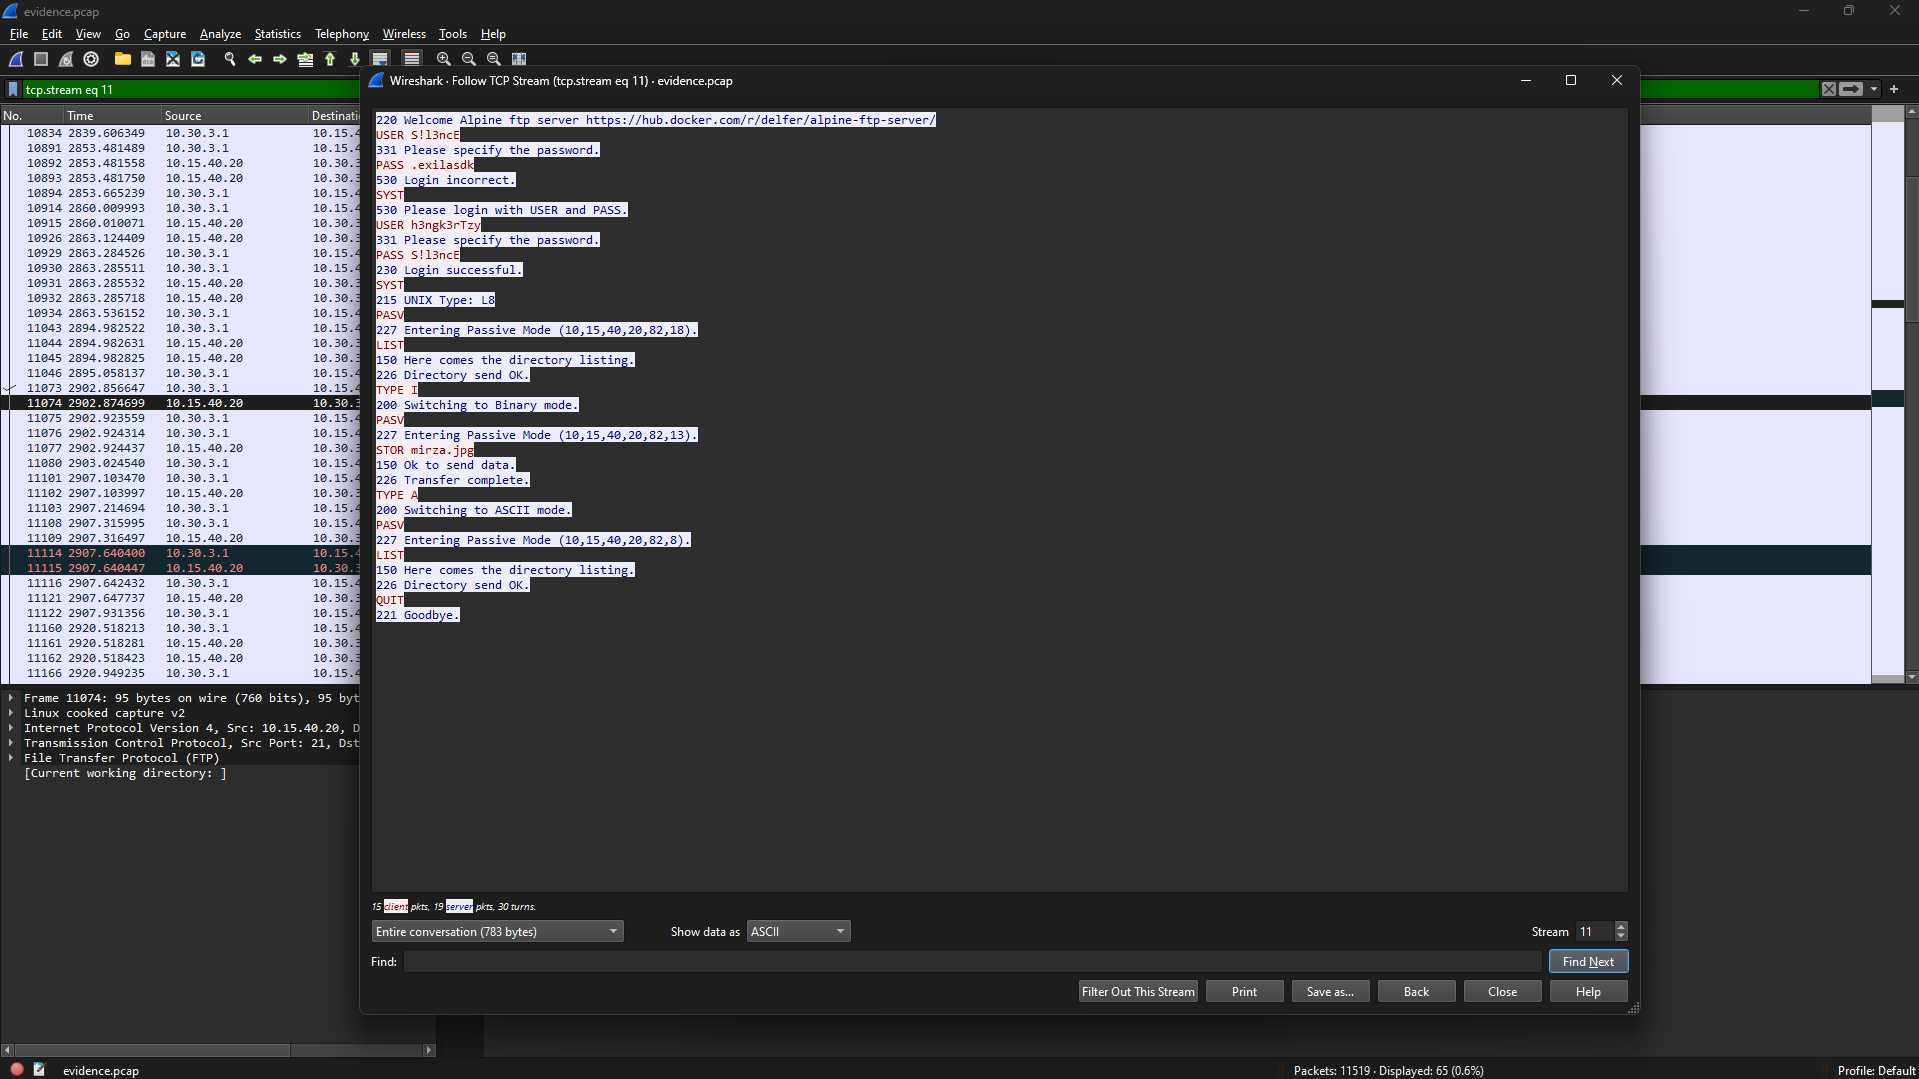 evidence.pcap
File Edit View Go Capture Analyze Statistics Telephony Wireless Tools Help
tcp.stream eq 11
No. Time Source Destinati
10834 2839.606349 10.30.3.1 10.15.4
10891 2853.481489 10.30.3.1 10.15.4
10892 2853.481558 10.15.40.20 10.30.3
10893 2853.481750 10.15.40.20 10.30.3
10894 2853.665239 10.30.3.1 10.15.4
10914 2860.009993 10.30.3.1 10.15.4
10915 2860.010071 10.15.40.20 10.30.3
10926 2863.124409 10.15.40.20 10.30.3
10929 2863.284526 10.30.3.1 10.15.4
10930 2863.285511 10.30.3.1 10.15.4
10931 2863.285532 10.15.40.20 10.30.3
10932 2863.285718 10.15.40.20 10.30.3
10934 2863.536152 10.30.3.1 10.15.4
11043 2894.982522 10.30.3.1 10.15.4
11044 2894.982631 10.15.40.20 10.30.3
11045 2894.982825 10.15.40.20 10.30.3
11046 2895.058137 10.30.3.1 10.15.4
11073 2902.856647 10.30.3.1 10.15.4
11074 2902.874699 10.15.40.20 10.30.3
11075 2902.923559 10.30.3.1 10.15.4
11076 2902.924314 10.30.3.1 10.15.4
11077 2902.924437 10.15.40.20 10.30.3
11080 2903.024540 10.30.3.1 10.15.4
11101 2907.103470 10.30.3.1 10.15.4
11102 2907.103997 10.15.40.20 10.30.3
11103 2907.214694 10.30.3.1 10.15.4
11108 2907.315995 10.30.3.1 10.15.4
11109 2907.316497 10.15.40.20 10.30.3
11114 2907.640400 10.30.3.1 10.15.4
11115 2907.640447 10.15.40.20 10.30.3
11116 2907.642432 10.30.3.1 10.15.4
11121 2907.647737 10.15.40.20 10.30.3
11122 2907.931356 10.30.3.1 10.15.4
11160 2920.518213 10.30.3.1 10.15.4
11161 2920.518281 10.15.40.20 10.30.3
11162 2920.518423 10.15.40.20 10.30.3
11166 2920.949235 10.30.3.1 10.15.4
Frame 11074: 95 bytes on wire (760 bits), 95 byt
Linux cooked capture v2
Internet Protocol Version 4, Src: 10.15.40.20, D
Transmission Control Protocol, Src Port: 21, Dst
File Transfer Protocol (FTP)
[Current working directory: ]
Wireshark · Follow TCP Stream (tcp.stream eq 11) · evidence.pcap
220 Welcome Alpine ftp server https://hub.docker.com/r/delfer/alpine-ftp-server/
USER S!l3ncE
331 Please specify the password.
PASS .exilasdk
530 Login incorrect.
SYST
530 Please login with USER and PASS.
USER h3ngk3rTzy
331 Please specify the password.
PASS S!l3ncE
230 Login successful.
SYST
215 UNIX Type: L8
PASV
227 Entering Passive Mode (10,15,40,20,82,18).
LIST
150 Here comes the directory listing.
226 Directory send OK.
TYPE I
200 Switching to Binary mode.
PASV
227 Entering Passive Mode (10,15,40,20,82,13).
STOR mirza.jpg
150 Ok to send data.
226 Transfer complete.
TYPE A
200 Switching to ASCII mode.
PASV
227 Entering Passive Mode (10,15,40,20,82,8).
LIST
150 Here comes the directory listing.
226 Directory send OK.
QUIT
221 Goodbye.
15 client pkts, 19 server pkts, 30 turns.
Entire conversation (783 bytes) Show data as ASCII Stream 11
Find: Find Next
Filter Out This Stream Print Save as... Back Close Help
evidence.pcap Packets: 11519 · Displayed: 65 (0.6%) Profile: Default